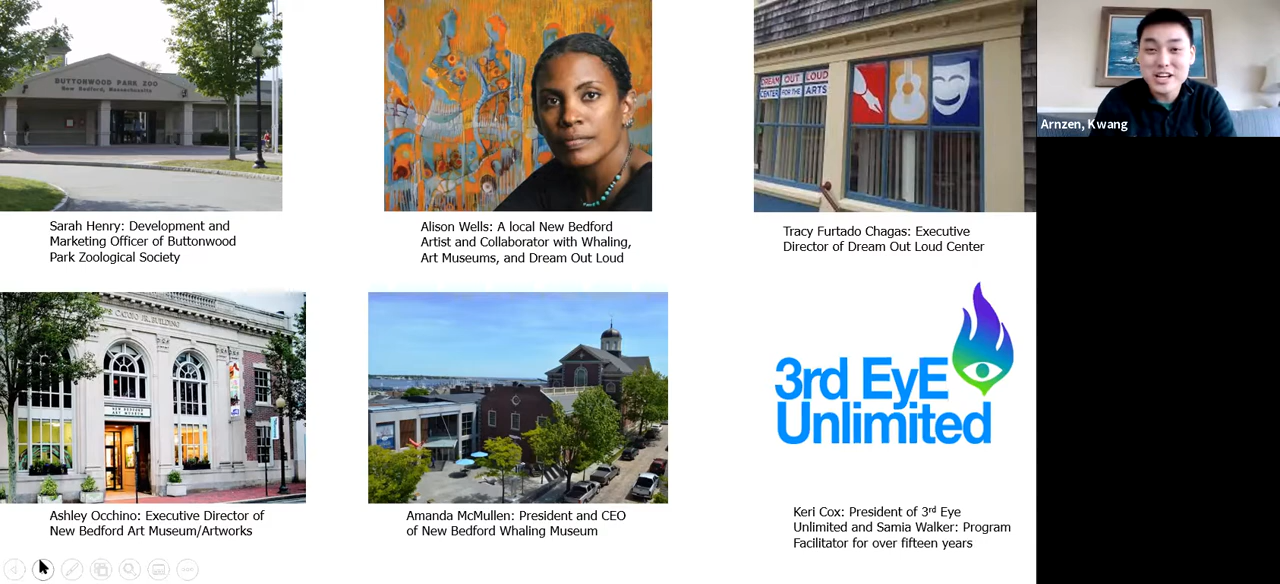 BUTTONWOOD PARK ZOO
New Bedford, Massachusetts
DREAM OUT LOUD
CENTER FOR THE ARTS
Arnzen, Kwang
Sarah Henry: Development and
Marketing Officer of Buttonwood
Park Zoological Society
Alison Wells: A local New Bedford
Artist and Collaborator with Whaling,
Art Museums, and Dream Out Loud
Tracy Furtado Chagas: Executive
Director of Dream Out Loud Center
NEW BEDFORD
ART MUSEUM
3rd EyE
Unlimited
Ashley Occhino: Executive Director of
New Bedford Art Museum/Artworks
Amanda McMullen: President and CEO
of New Bedford Whaling Museum
Keri Cox: President of 3rd Eye
Unlimited and Samia Walker: Program
Facilitator for over fifteen years